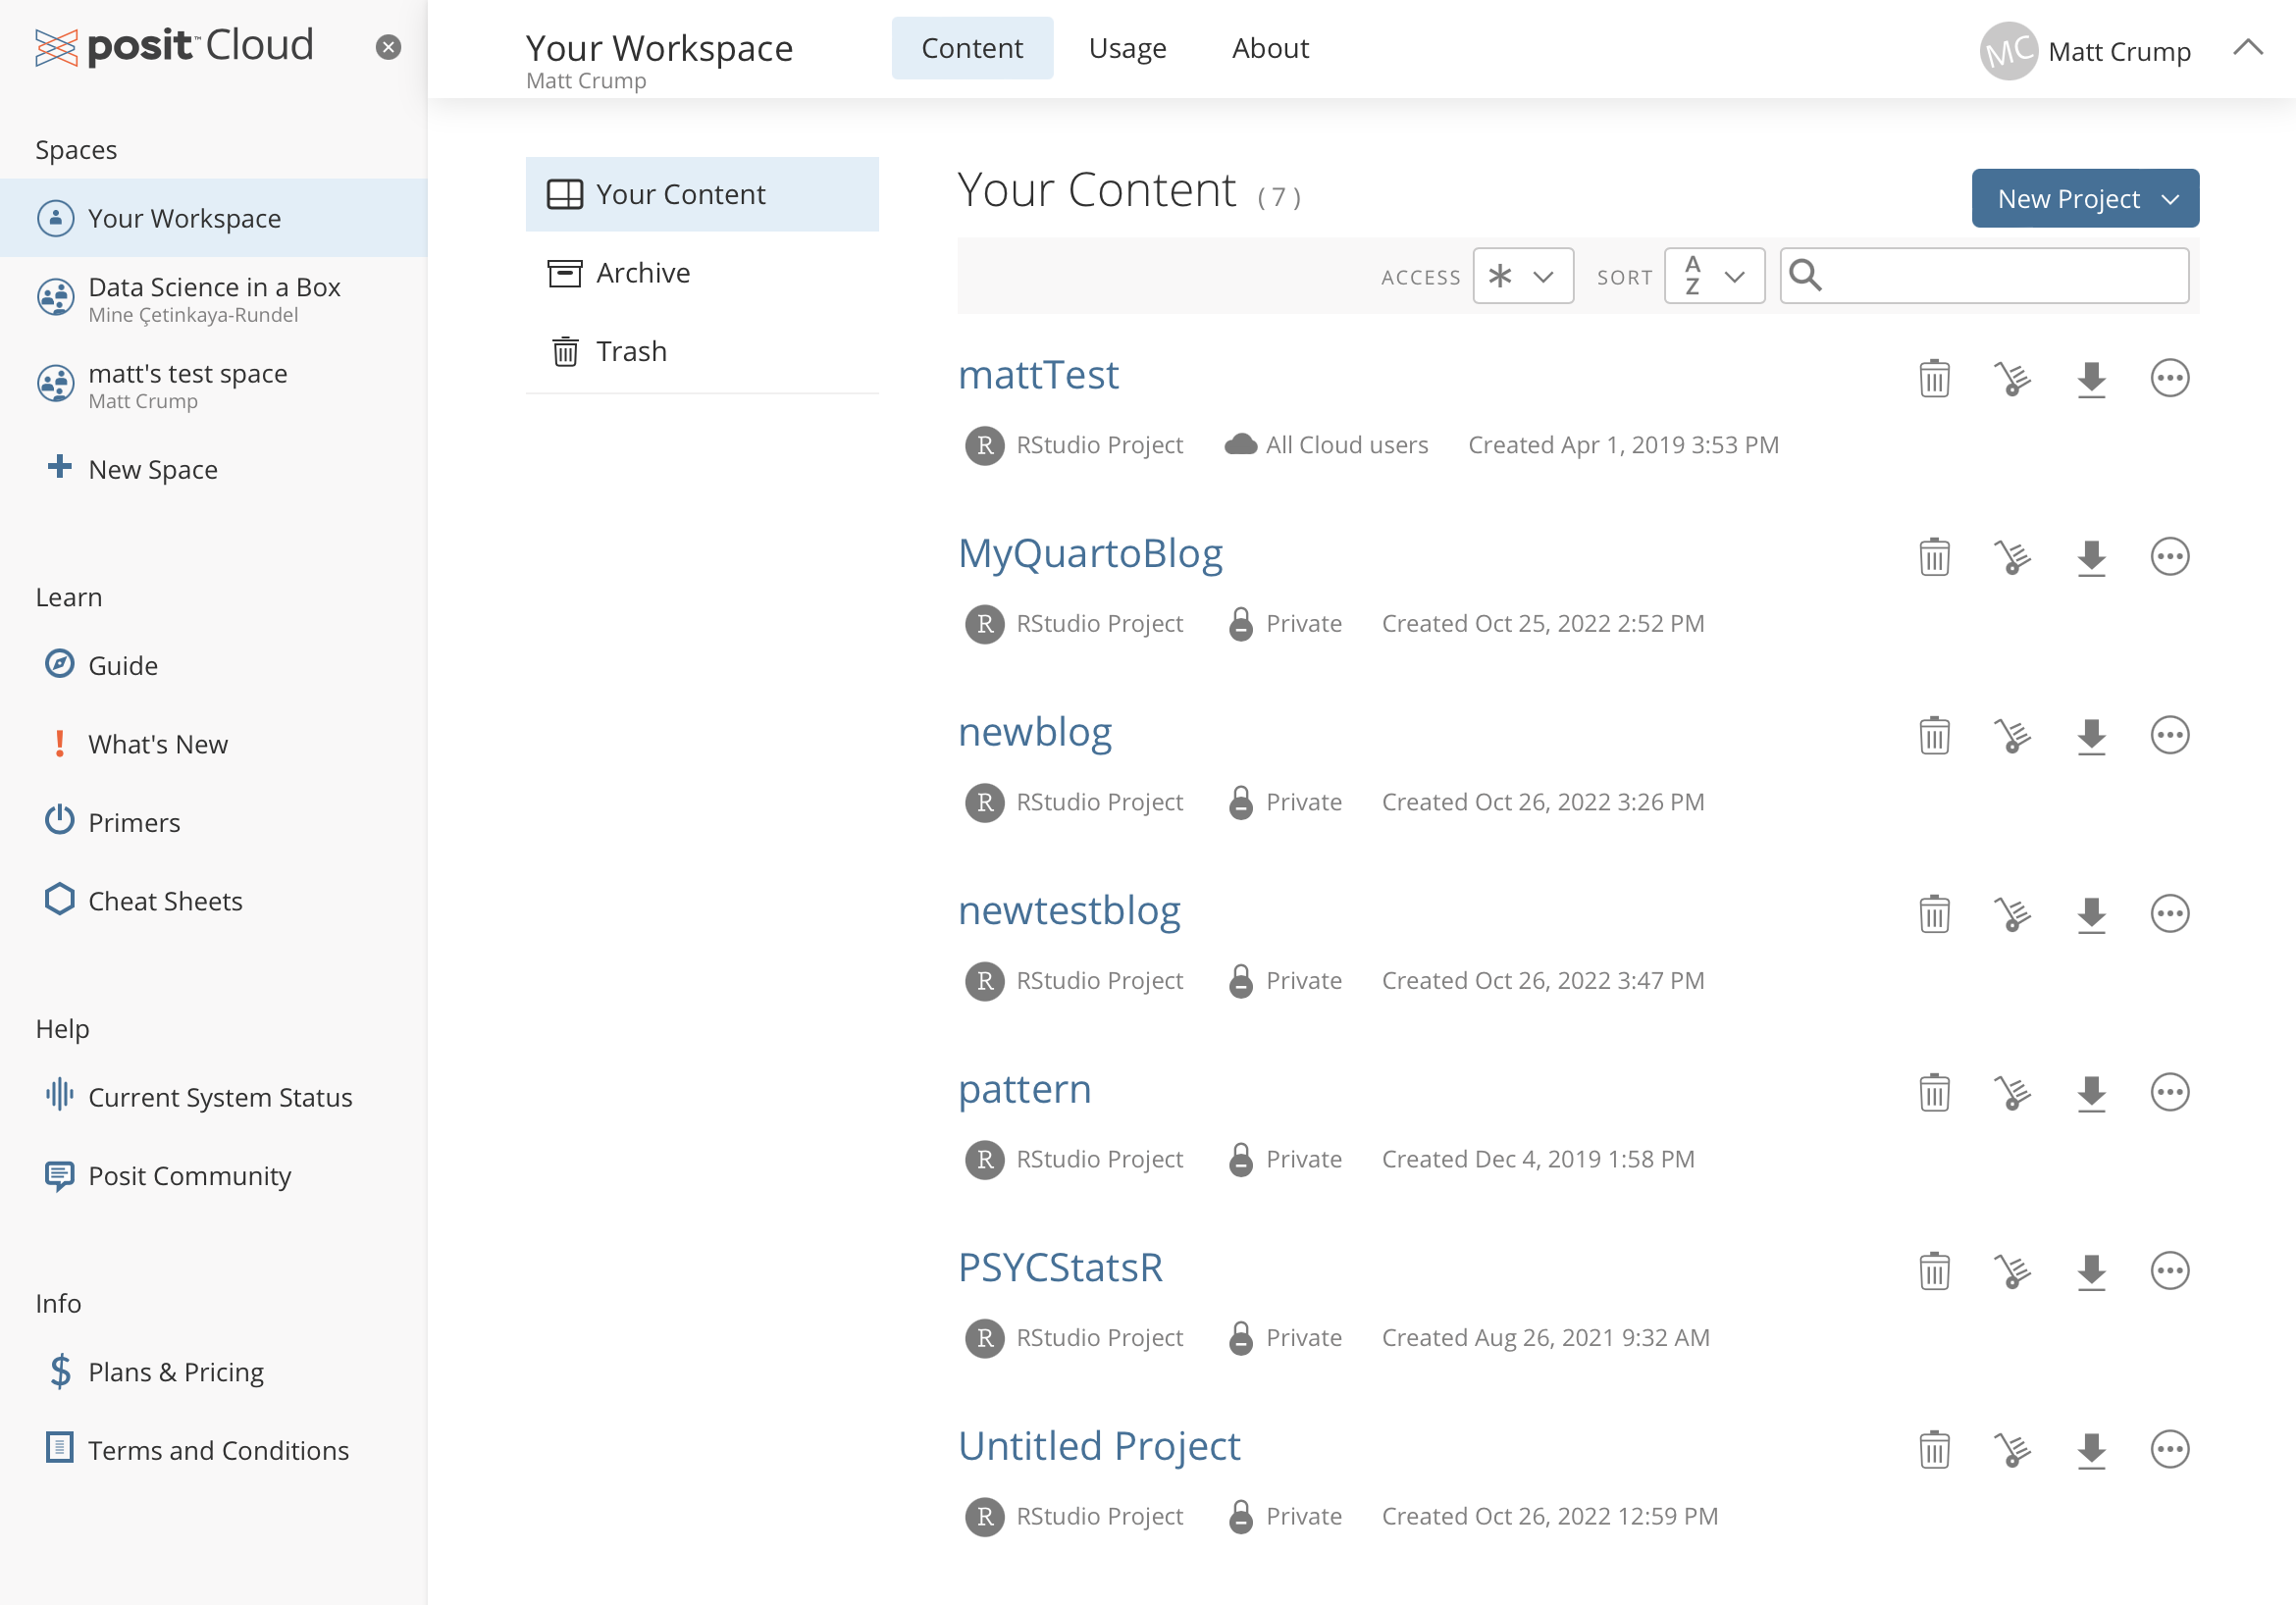 posit™ Cloud
Spaces
Your Workspace
Data Science in a Box
Mine Çetinkaya-Rundel
matt's test space
Matt Crump
New Space
Learn
Guide
What's New
Primers
Cheat Sheets
Help
Current System Status
Posit Community
Info
Plans & Pricing
Terms and Conditions
Your Workspace
Matt Crump
Content
Usage
About
MC
Matt Crump
Your Content
Archive
Trash
Your Content (7)
New Project
ACCESS
SORT
A
Z
mattTest
R RStudio Project All Cloud users Created Apr 1, 2019 3:53 PM
MyQuartoBlog
R RStudio Project Private Created Oct 25, 2022 2:52 PM
newblog
R RStudio Project Private Created Oct 26, 2022 3:26 PM
newtestblog
R RStudio Project Private Created Oct 26, 2022 3:47 PM
pattern
R RStudio Project Private Created Dec 4, 2019 1:58 PM
PSYCStatsR
R RStudio Project Private Created Aug 26, 2021 9:32 AM
Untitled Project
R RStudio Project Private Created Oct 26, 2022 12:59 PM